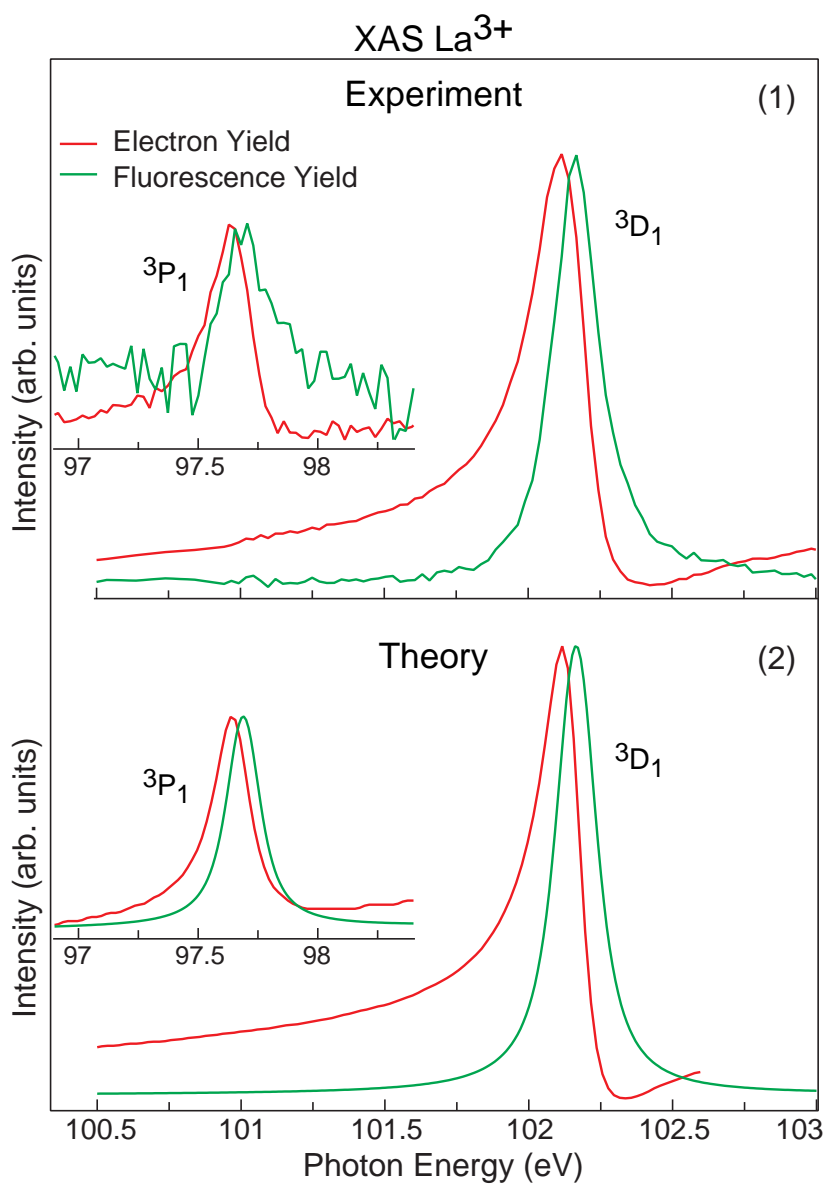 XAS La³⁺
Experiment
(1)
Electron Yield
Fluorescence Yield
³D₁
³P₁
Intensity (arb. units)
97 97.5 98
Theory
(2)
³D₁
³P₁
Intensity (arb. units)
97 97.5 98
100.5 101 101.5 102 102.5 103
Photon Energy (eV)